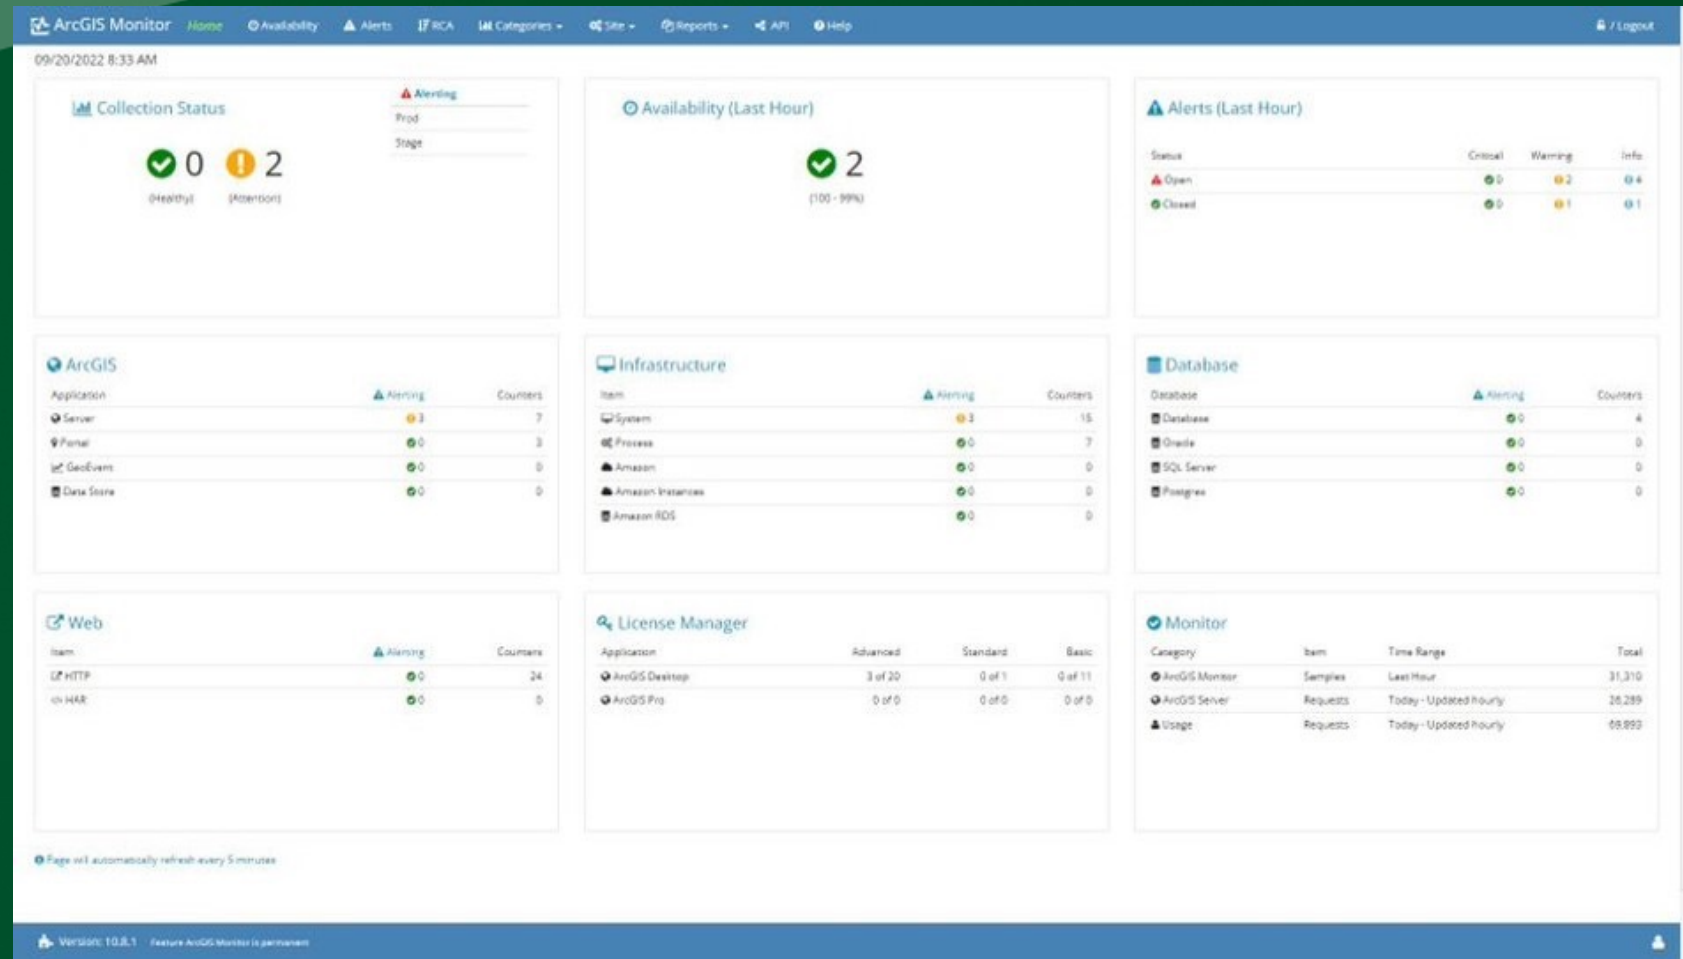 ArcGIS Monitor Home Availability Alerts RCA Categories Site Reports API Help / Logout
09/20/2022 8:33 AM
Collection Status
Alerting
Prod
Stage
0 2
(Healthy) (Attention)
Availability (Last Hour)
2
(100 - 99%)
Alerts (Last Hour)
Status Critical Warning Info
Open 0 2 4
Closed 0 1 1
ArcGIS
Application Alerting Counters
Server 3 7
Portal 0 3
GeoEvent 0 0
Data Store 0 0
Infrastructure
Item Alerting Counters
System 3 15
Process 0 7
Amazon 0 0
Amazon Instances 0 0
Amazon RDS 0 0
Database
Database Alerting Counters
Database 0 4
Oracle 0 0
SQL Server 0 0
Postgres 0 0
Web
Item Alerting Counters
HTTP 0 24
HAR 0 0
License Manager
Application Advanced Standard Basic
ArcGIS Desktop 3 of 20 0 of 1 0 of 11
ArcGIS Pro 0 of 0 0 of 0 0 of 0
Monitor
Category Item Time Range Total
ArcGIS Monitor Samples Last Hour 31,310
ArcGIS Server Requests Today - Updated hourly 26,289
Usage Requests Today - Updated hourly 69,893
Page will automatically refresh every 5 minutes
Version: 10.8.1 Feature ArcGIS Monitor is permanent